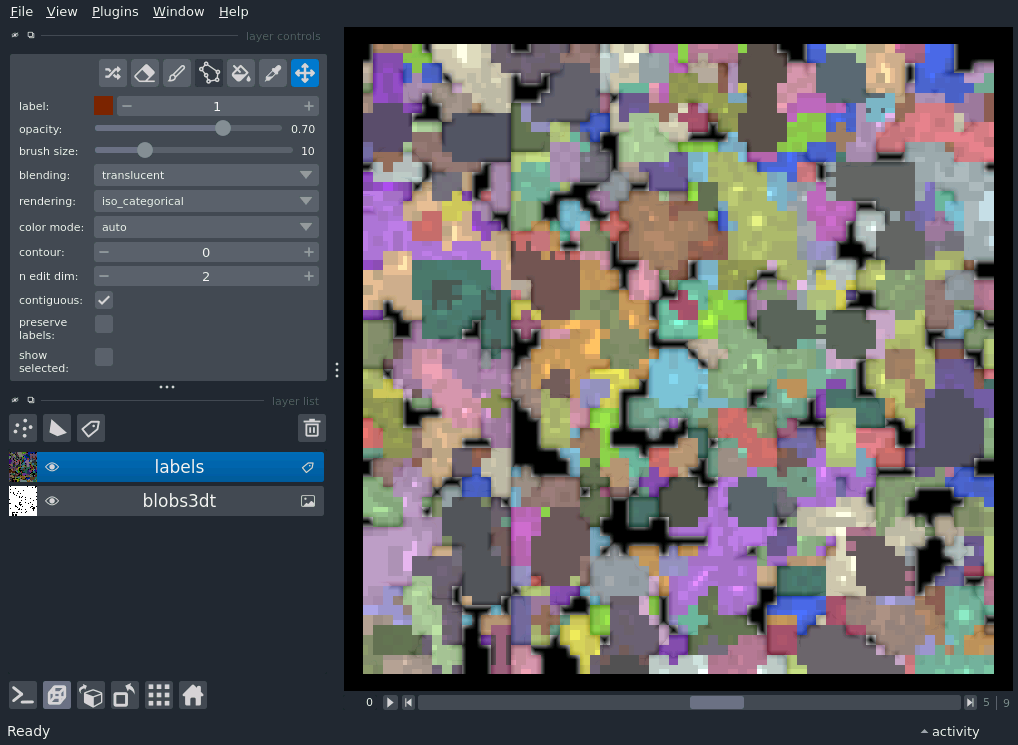 File View Plugins Window Help
layer controls
label: 1
opacity: 0.70
brush size: 10
blending: translucent
rendering: iso_categorical
color mode: auto
contour: 0
n edit dim: 2
contiguous:
preserve
labels:
show
selected:
layer list
labels
blobs3dt
0 5 | 9
Ready
activity